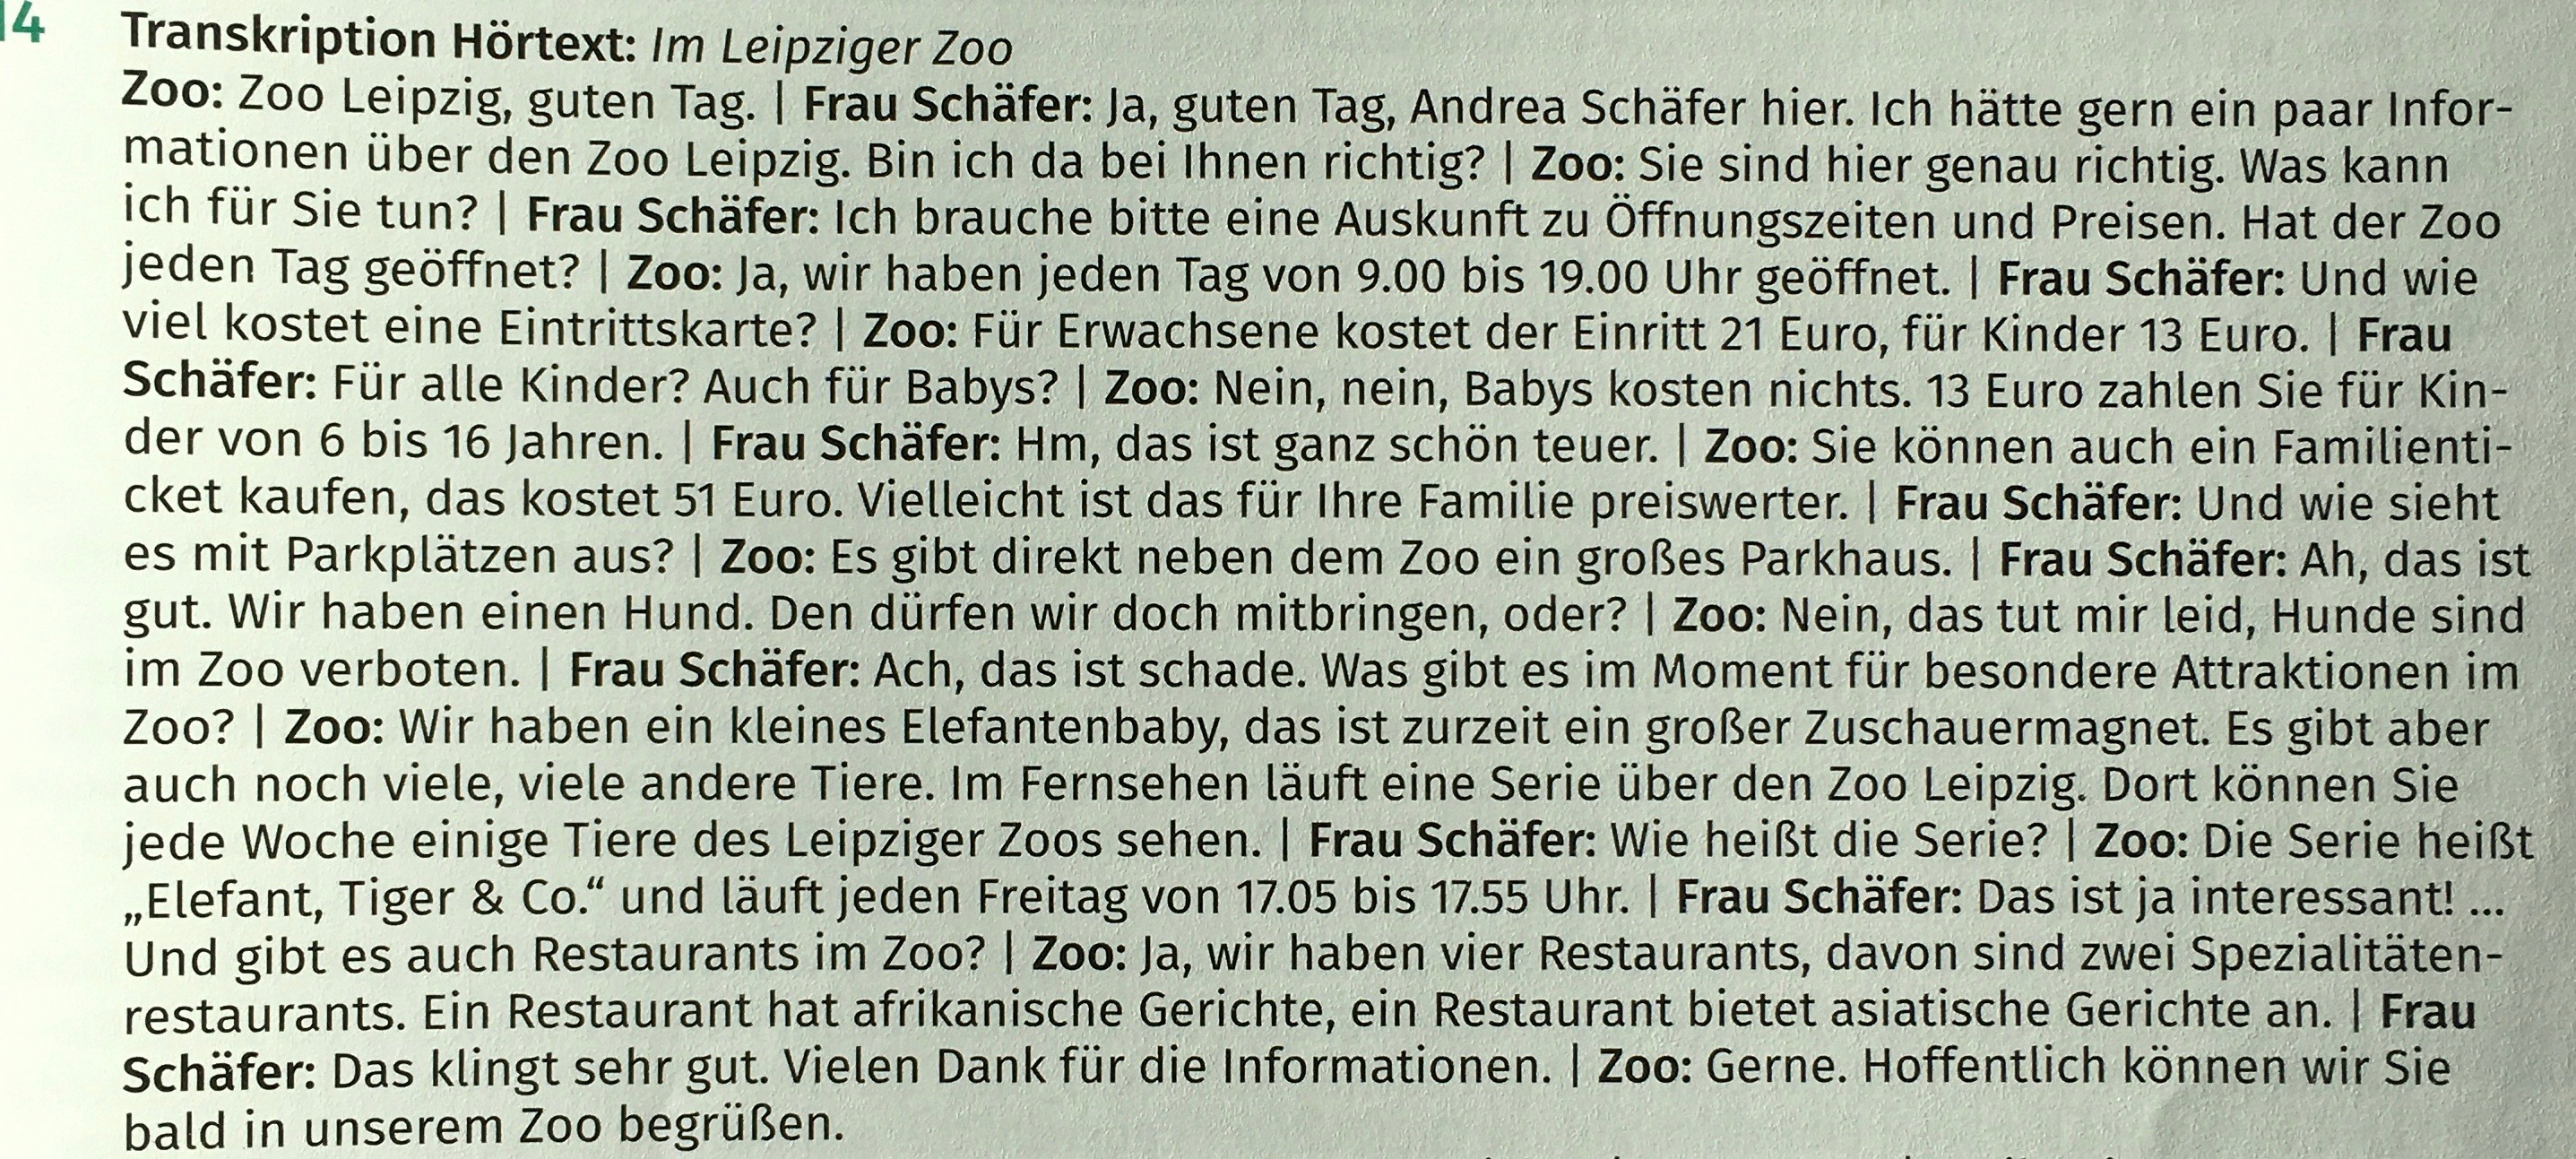 14 Transkription Hörtext: Im Leipziger Zoo
Zoo: Zoo Leipzig, guten Tag. | Frau Schäfer: Ja, guten Tag, Andrea Schäfer hier. Ich hätte gern ein paar Infor-
mationen über den Zoo Leipzig. Bin ich da bei Ihnen richtig? | Zoo: Sie sind hier genau richtig. Was kann
ich für Sie tun? | Frau Schäfer: Ich brauche bitte eine Auskunft zu Öffnungszeiten und Preisen. Hat der Zoo
jeden Tag geöffnet? | Zoo: Ja, wir haben jeden Tag von 9.00 bis 19.00 Uhr geöffnet. | Frau Schäfer: Und wie
viel kostet eine Eintrittskarte? | Zoo: Für Erwachsene kostet der Einritt 21 Euro, für Kinder 13 Euro. | Frau
Schäfer: Für alle Kinder? Auch für Babys? | Zoo: Nein, nein, Babys kosten nichts. 13 Euro zahlen Sie für Kin-
der von 6 bis 16 Jahren. | Frau Schäfer: Hm, das ist ganz schön teuer. | Zoo: Sie können auch ein Familienti-
cket kaufen, das kostet 51 Euro. Vielleicht ist das für Ihre Familie preiswerter. | Frau Schäfer: Und wie sieht
es mit Parkplätzen aus? | Zoo: Es gibt direkt neben dem Zoo ein großes Parkhaus. | Frau Schäfer: Ah, das ist
gut. Wir haben einen Hund. Den dürfen wir doch mitbringen, oder? | Zoo: Nein, das tut mir leid, Hunde sind
im Zoo verboten. | Frau Schäfer: Ach, das ist schade. Was gibt es im Moment für besondere Attraktionen im
Zoo? | Zoo: Wir haben ein kleines Elefantenbaby, das ist zurzeit ein großer Zuschauermagnet. Es gibt aber
auch noch viele, viele andere Tiere. Im Fernsehen läuft eine Serie über den Zoo Leipzig. Dort können Sie
jede Woche einige Tiere des Leipziger Zoos sehen. | Frau Schäfer: Wie heißt die Serie? | Zoo: Die Serie heißt
„Elefant, Tiger & Co.“ und läuft jeden Freitag von 17.05 bis 17.55 Uhr. | Frau Schäfer: Das ist ja interessant! ...
Und gibt es auch Restaurants im Zoo? | Zoo: Ja, wir haben vier Restaurants, davon sind zwei Spezialitäten-
restaurants. Ein Restaurant hat afrikanische Gerichte, ein Restaurant bietet asiatische Gerichte an. | Frau
Schäfer: Das klingt sehr gut. Vielen Dank für die Informationen. | Zoo: Gerne. Hoffentlich können wir Sie
bald in unserem Zoo begrüßen.